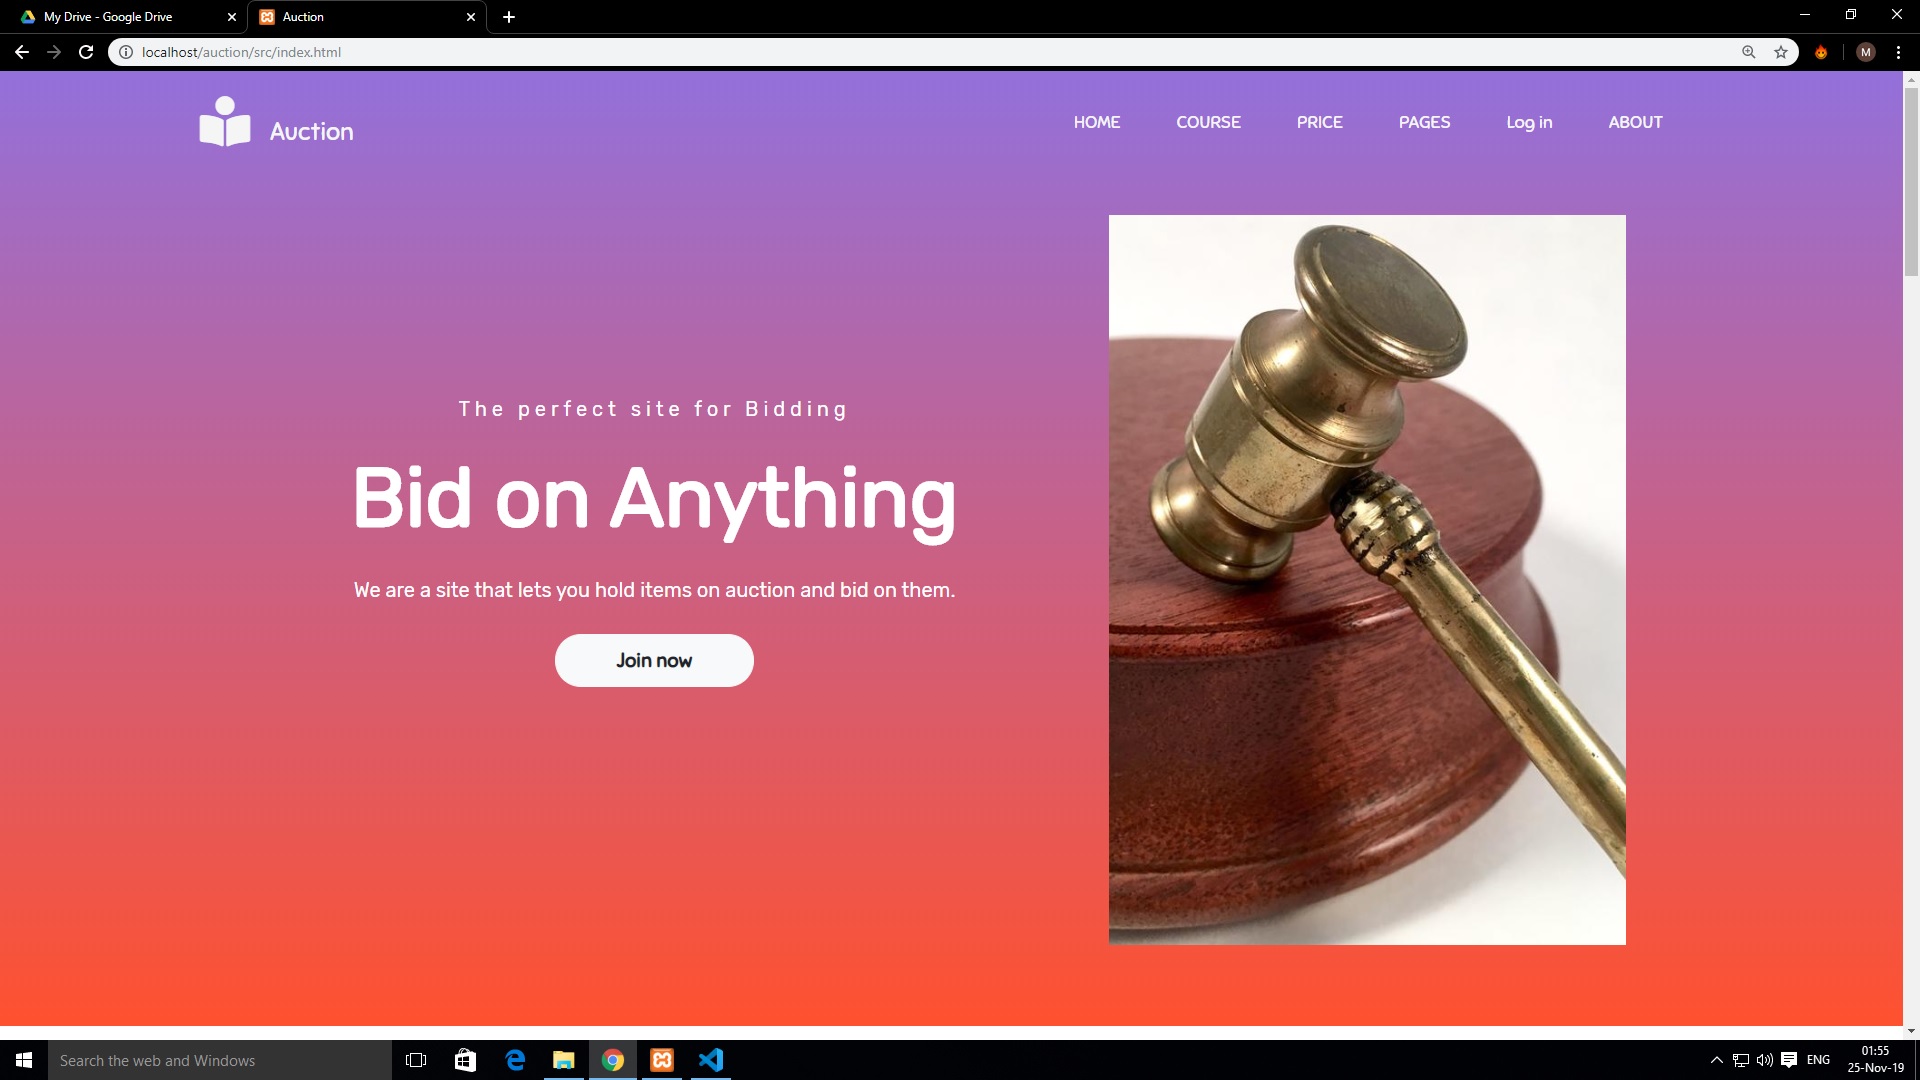 My Drive - Google Drive
Auction
localhost/auction/src/index.html
M
Auction
HOME COURSE PRICE PAGES Log in ABOUT
The perfect site for Bidding
Bid on Anything
We are a site that lets you hold items on auction and bid on them.
Join now
Search the web and Windows
ENG
01:55
25-Nov-19